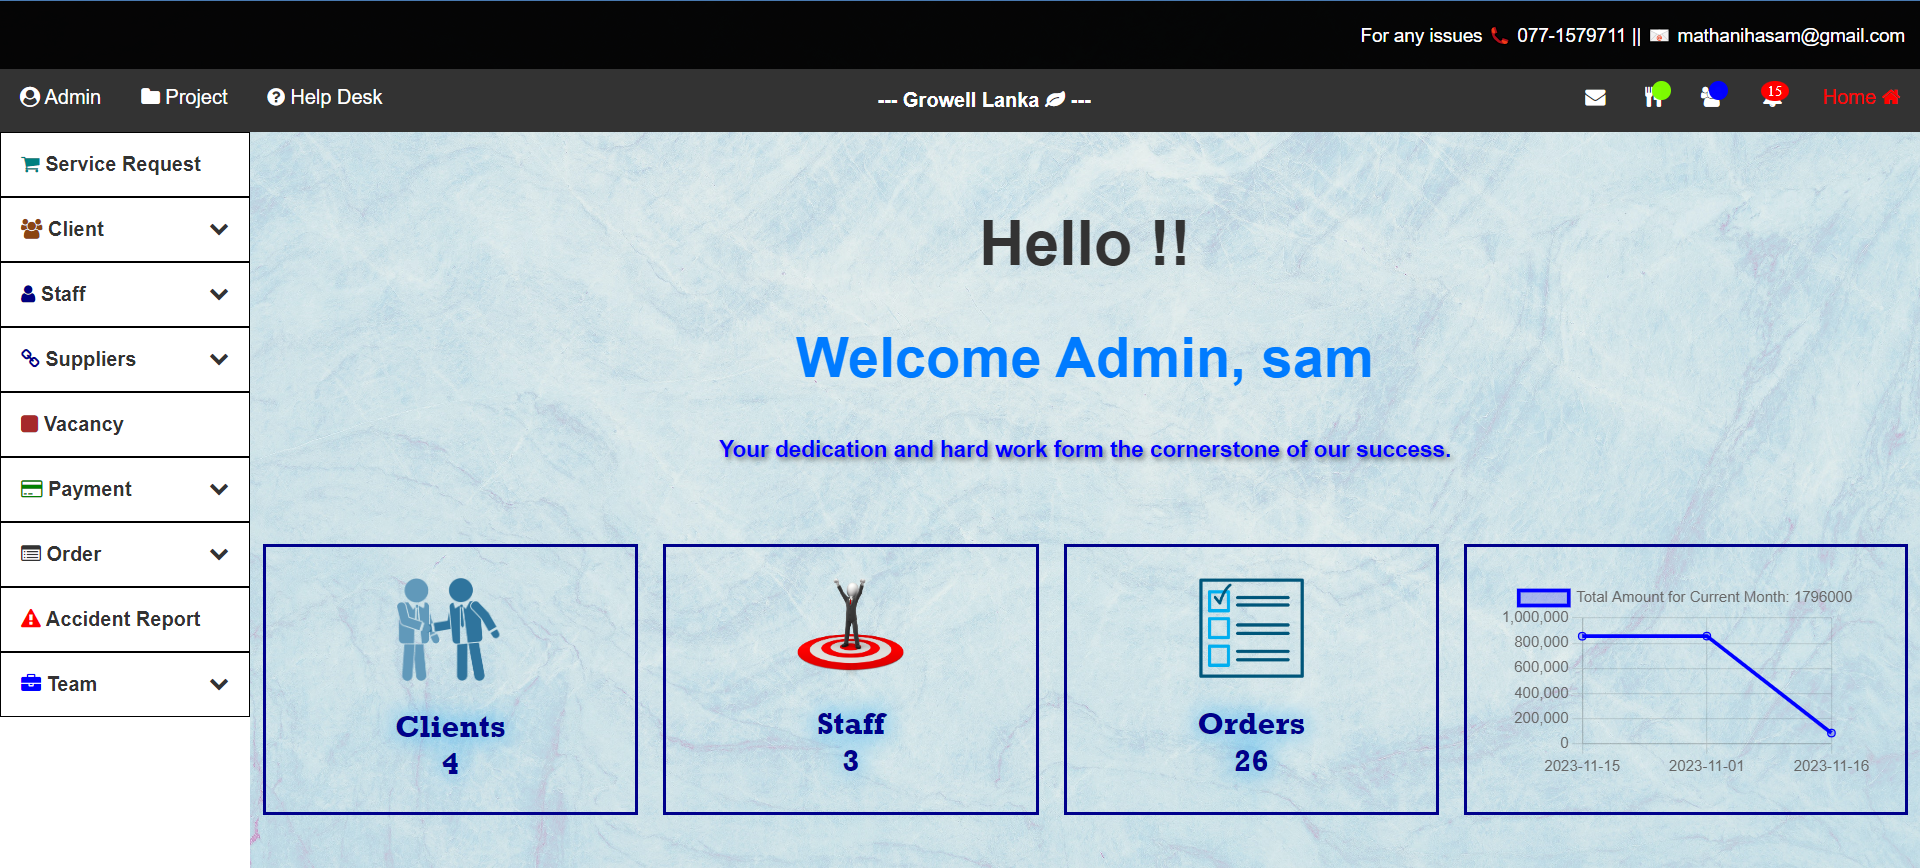 For any issues 077-1579711 || mathanihasam@gmail.com
Admin Project Help Desk --- Growell Lanka --- 15 Home
Service Request
Client
Staff
Suppliers
Vacancy
Payment
Order
Accident Report
Team
Hello !!
Welcome Admin, sam
Your dedication and hard work form the cornerstone of our success.
Clients
4
Staff
3
Orders
26
Total Amount for Current Month: 1796000
1,000,000
800,000
600,000
400,000
200,000
0
2023-11-15 2023-11-01 2023-11-16